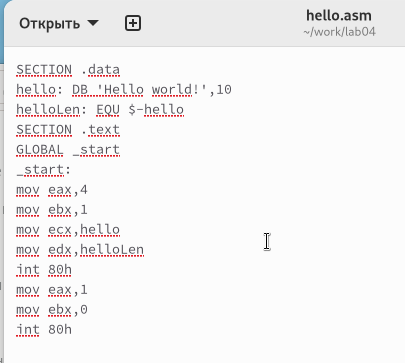 Открыть
hello.asm
~/work/lab04
SECTION .data
hello: DB 'Hello world!',10
helloLen: EQU $-hello
SECTION .text
GLOBAL _start
_start:
mov eax,4
mov ebx,1
mov ecx,hello
mov edx,helloLen
int 80h
mov eax,1
mov ebx,0
int 80h